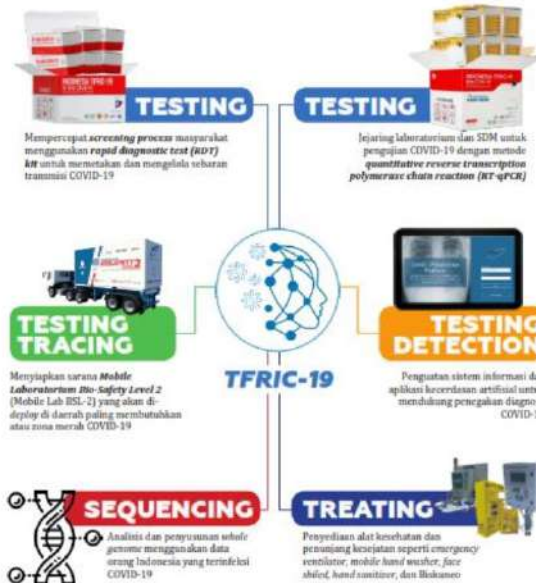 TESTING
Mempercepat screening process masyarakat
menggunakan rapid diagnostic test (RDT)
kit untuk memetakan dan mengelola sebaran
transmisi COVID-19
TESTING
Jejaring laboratorium dan SDM untuk
pengujian COVID-19 dengan metode
quantitative reverse transcription
polymerase chain reaction (RT-qPCR)
TESTING
TRACING
Menyiapkan sarana Mobile
Laboratorium Bio-Safety Level 2
(Mobile Lab BSL-2) yang akan di-
deploy di daerah paling membutuhkan
atau zona merah COVID-19
TFRIC-19
TESTING
DETECTION
Penguatan sistem informasi da
aplikasi kecerdasan artifisial untu
mendukung penegakan diagno
COVID-1
SEQUENCING
Analisis dan penyusunan whole
genome menggunakan data
orang Indonesia yang terinfeksi
COVID-19
TREATING
Penyediaan alat kesehatan dan
penunjang kesejatan seperti emergency
ventilator, mobile hand washer, face
shiled, hand sanitizer, dan